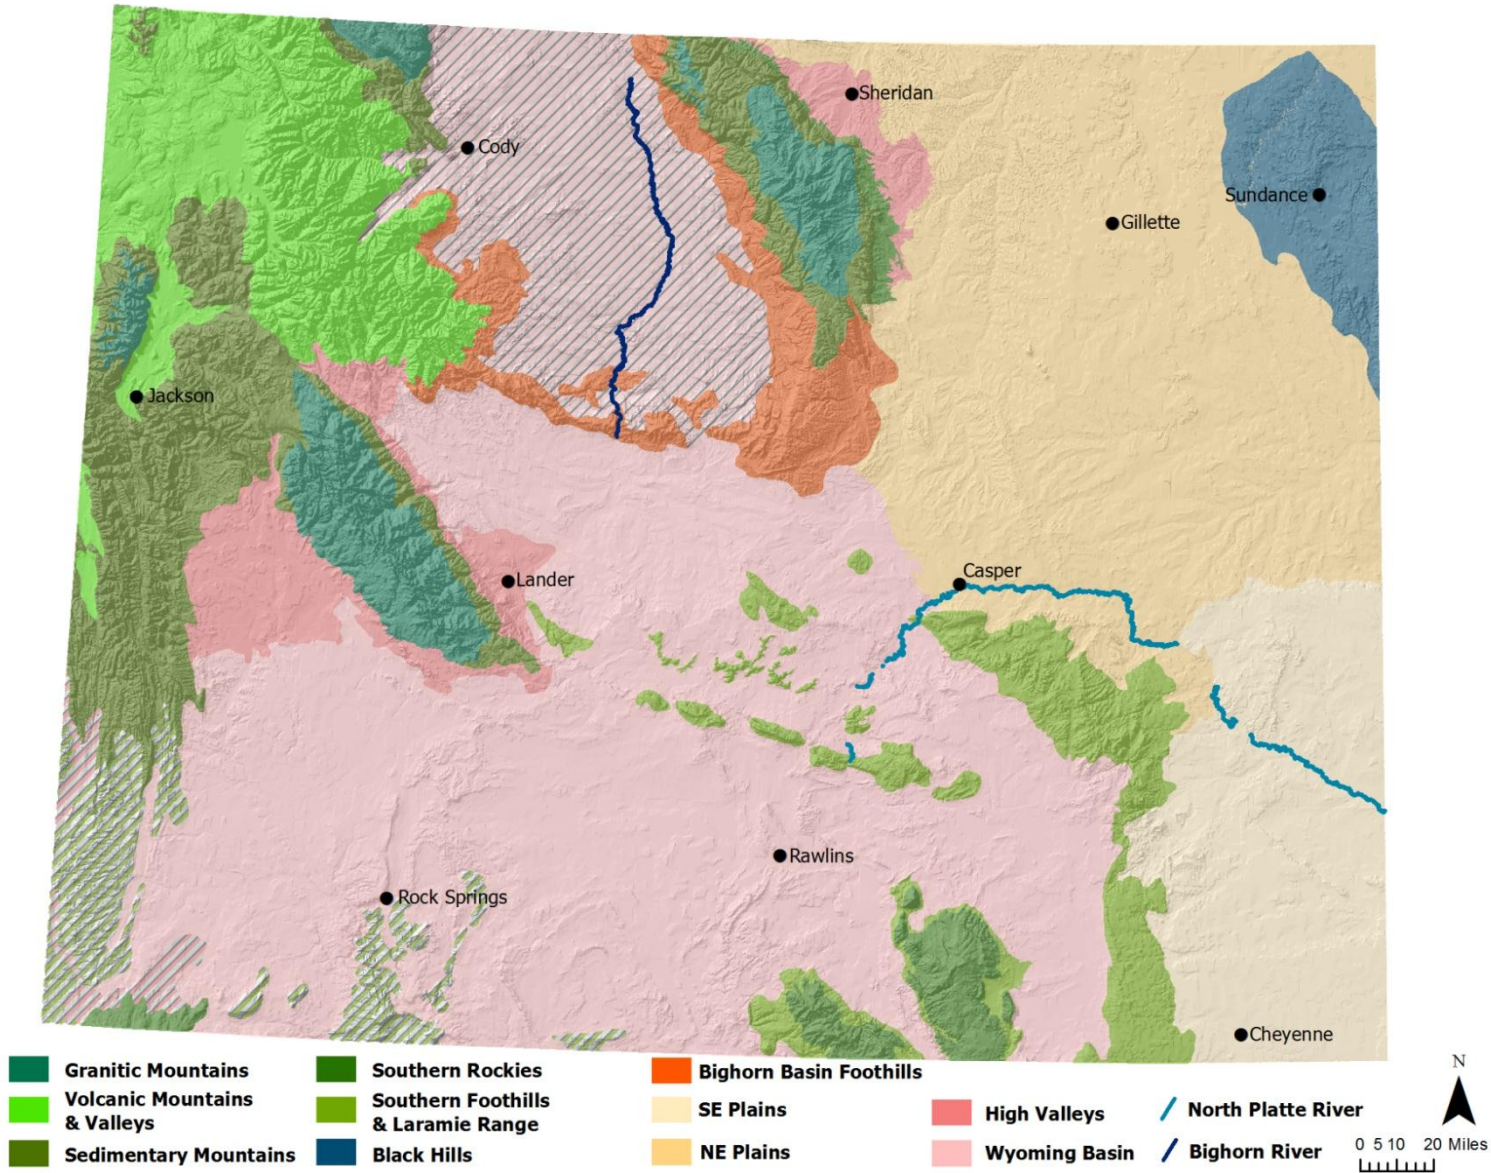 Sheridan
Cody
Sundance
Gillette
Jackson
Casper
Lander
Rawlins
Rock Springs
Cheyenne
Granitic Mountains
Volcanic Mountains
& Valleys
Sedimentary Mountains
Southern Rockies
Southern Foothills
& Laramie Range
Black Hills
Bighorn Basin Foothills
SE Plains
NE Plains
High Valleys
Wyoming Basin
North Platte River
Bighorn River
N
0 5 10 20 Miles